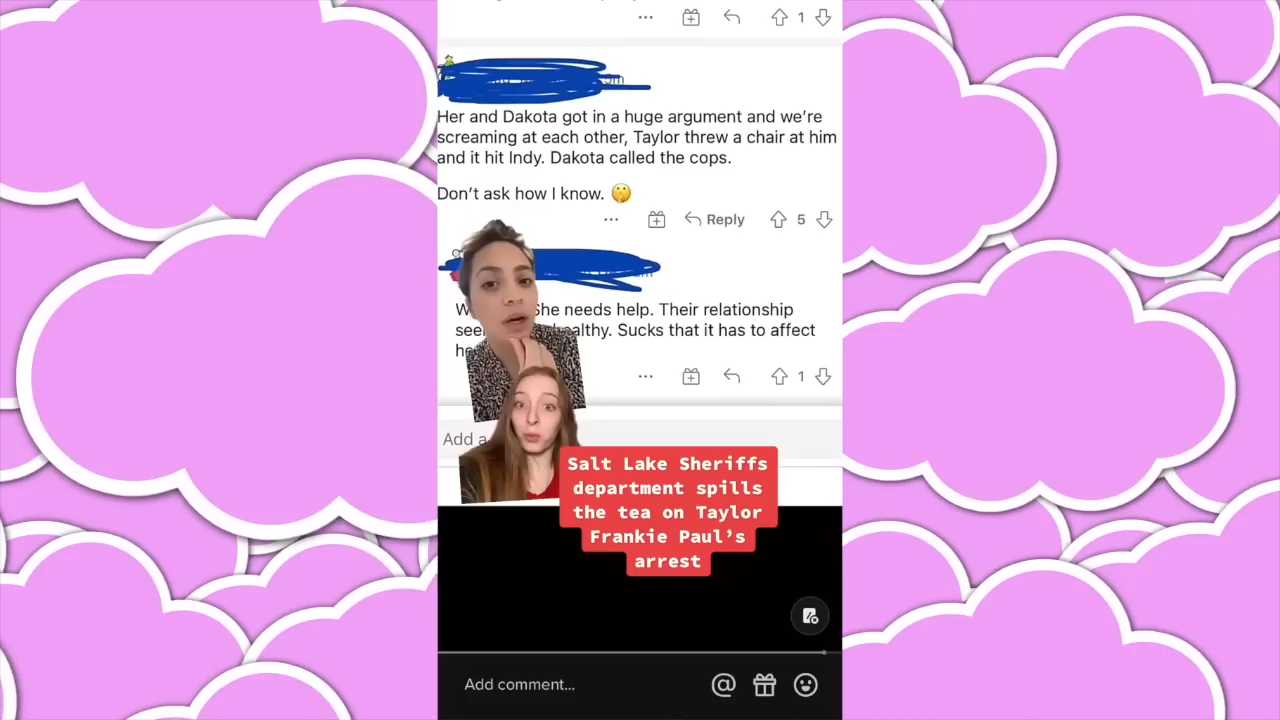 1
Her and Dakota got in a huge argument and we're
screaming at each other, Taylor threw a chair at him
and it hit Indy. Dakota called the cops.
Don't ask how I know. 🤫
Reply 5
She needs help. Their relationship
Sucks that it has to affect
1
Add a
Salt Lake Sheriffs
department spills
the tea on Taylor
Frankie Paul's
arrest
Add comment...